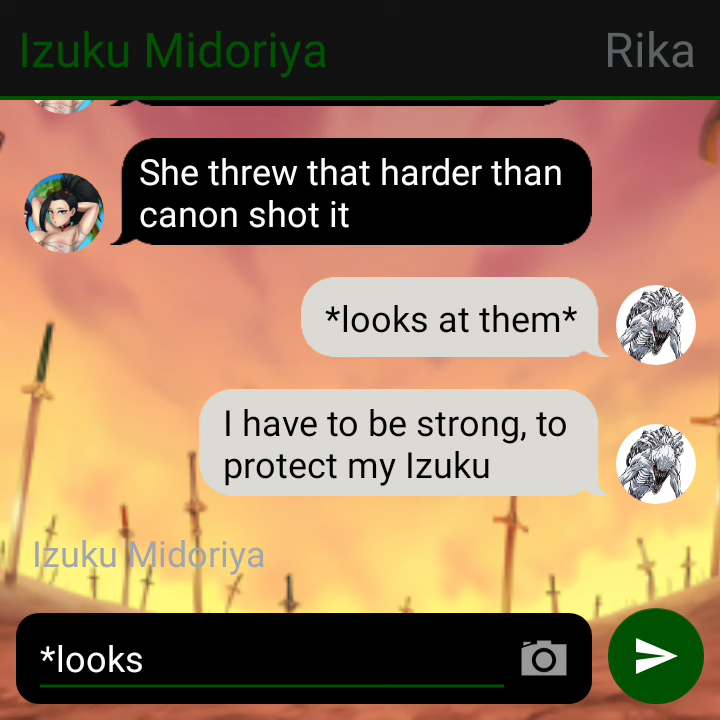 Izuku Midoriya
Rika
She threw that harder than
canon shot it
*looks at them*
I have to be strong, to
protect my Izuku
Izuku Midoriya
*looks